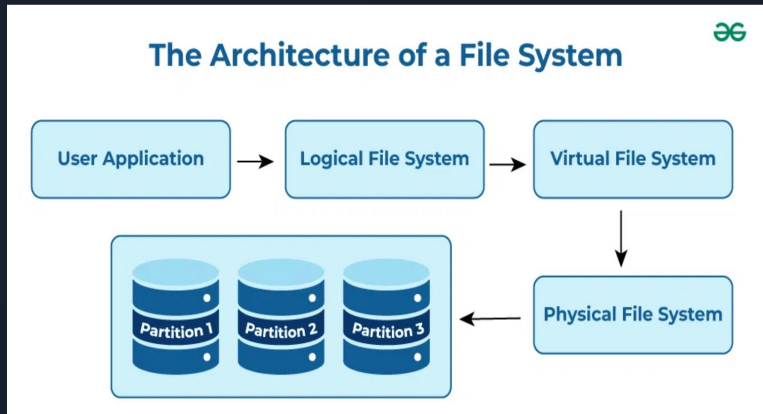 The Architecture of a File System
User Application
Logical File System
Virtual File System
Physical File System
Partition 1
Partition 2
Partition 3